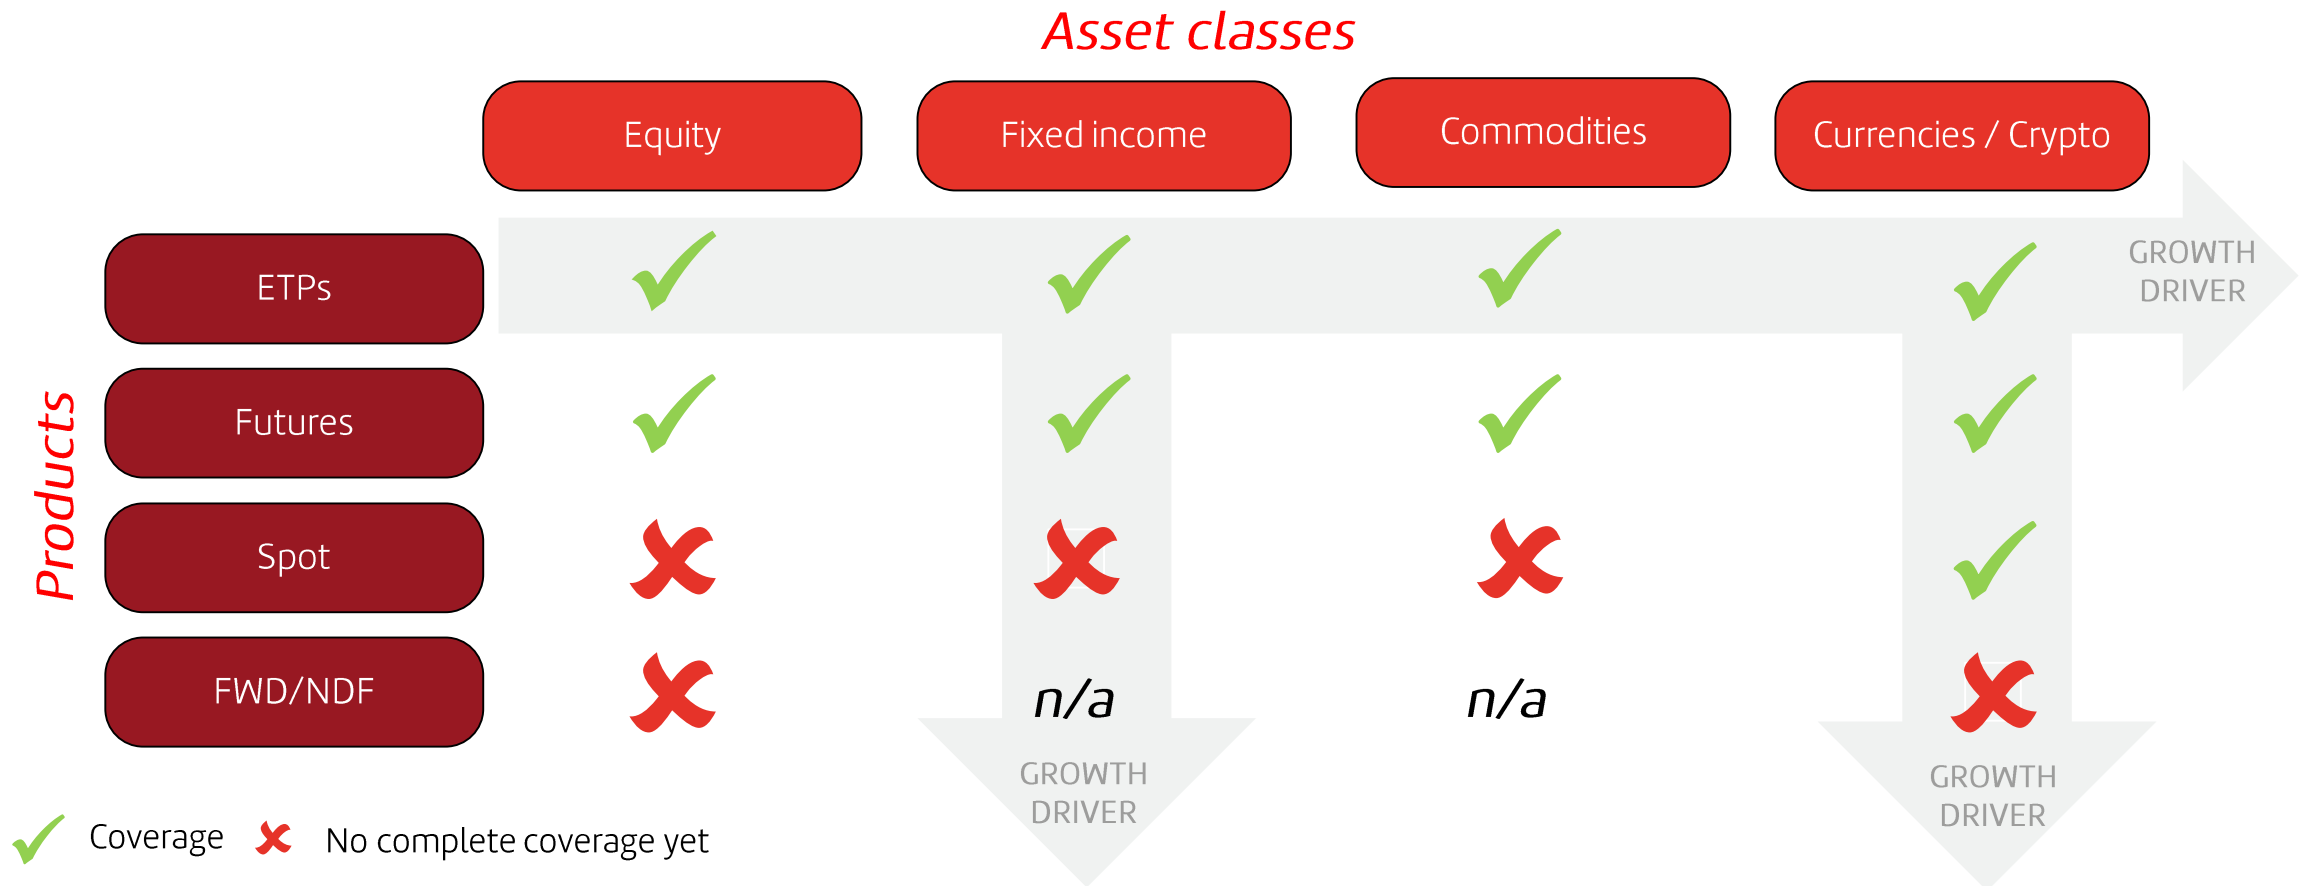 Asset classes
Equity
Fixed income
Commodities
Currencies / Crypto
Products
ETPs
GROWTH
DRIVER
Futures
Spot
FWD/NDF
n/a
n/a
GROWTH
DRIVER
GROWTH
DRIVER
Coverage
No complete coverage yet